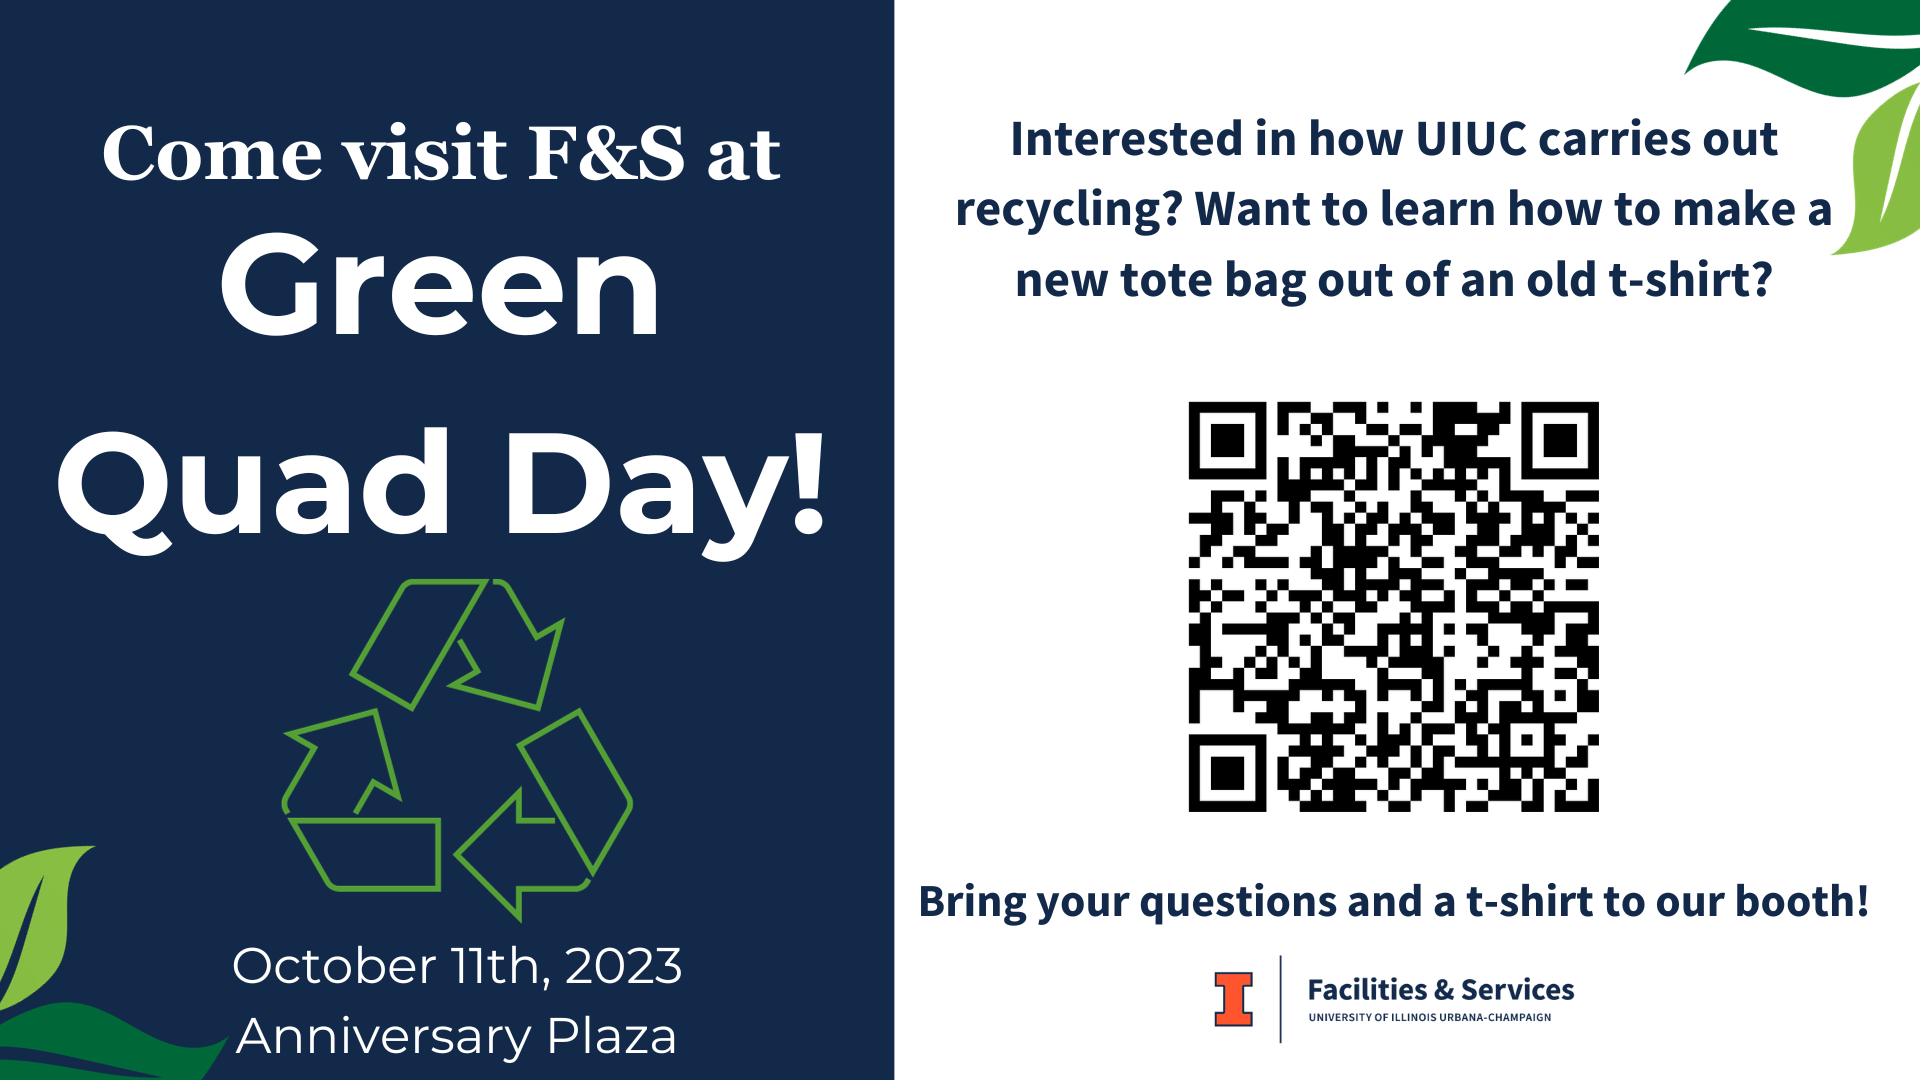 Come visit F&S at
Green
Quad Day!
October 11th, 2023
Anniversary Plaza
Interested in how UIUC carries out
recycling? Want to learn how to make a
new tote bag out of an old t-shirt?
Bring your questions and a t-shirt to our booth!
I
Facilities & Services
UNIVERSITY OF ILLINOIS URBANA-CHAMPAIGN